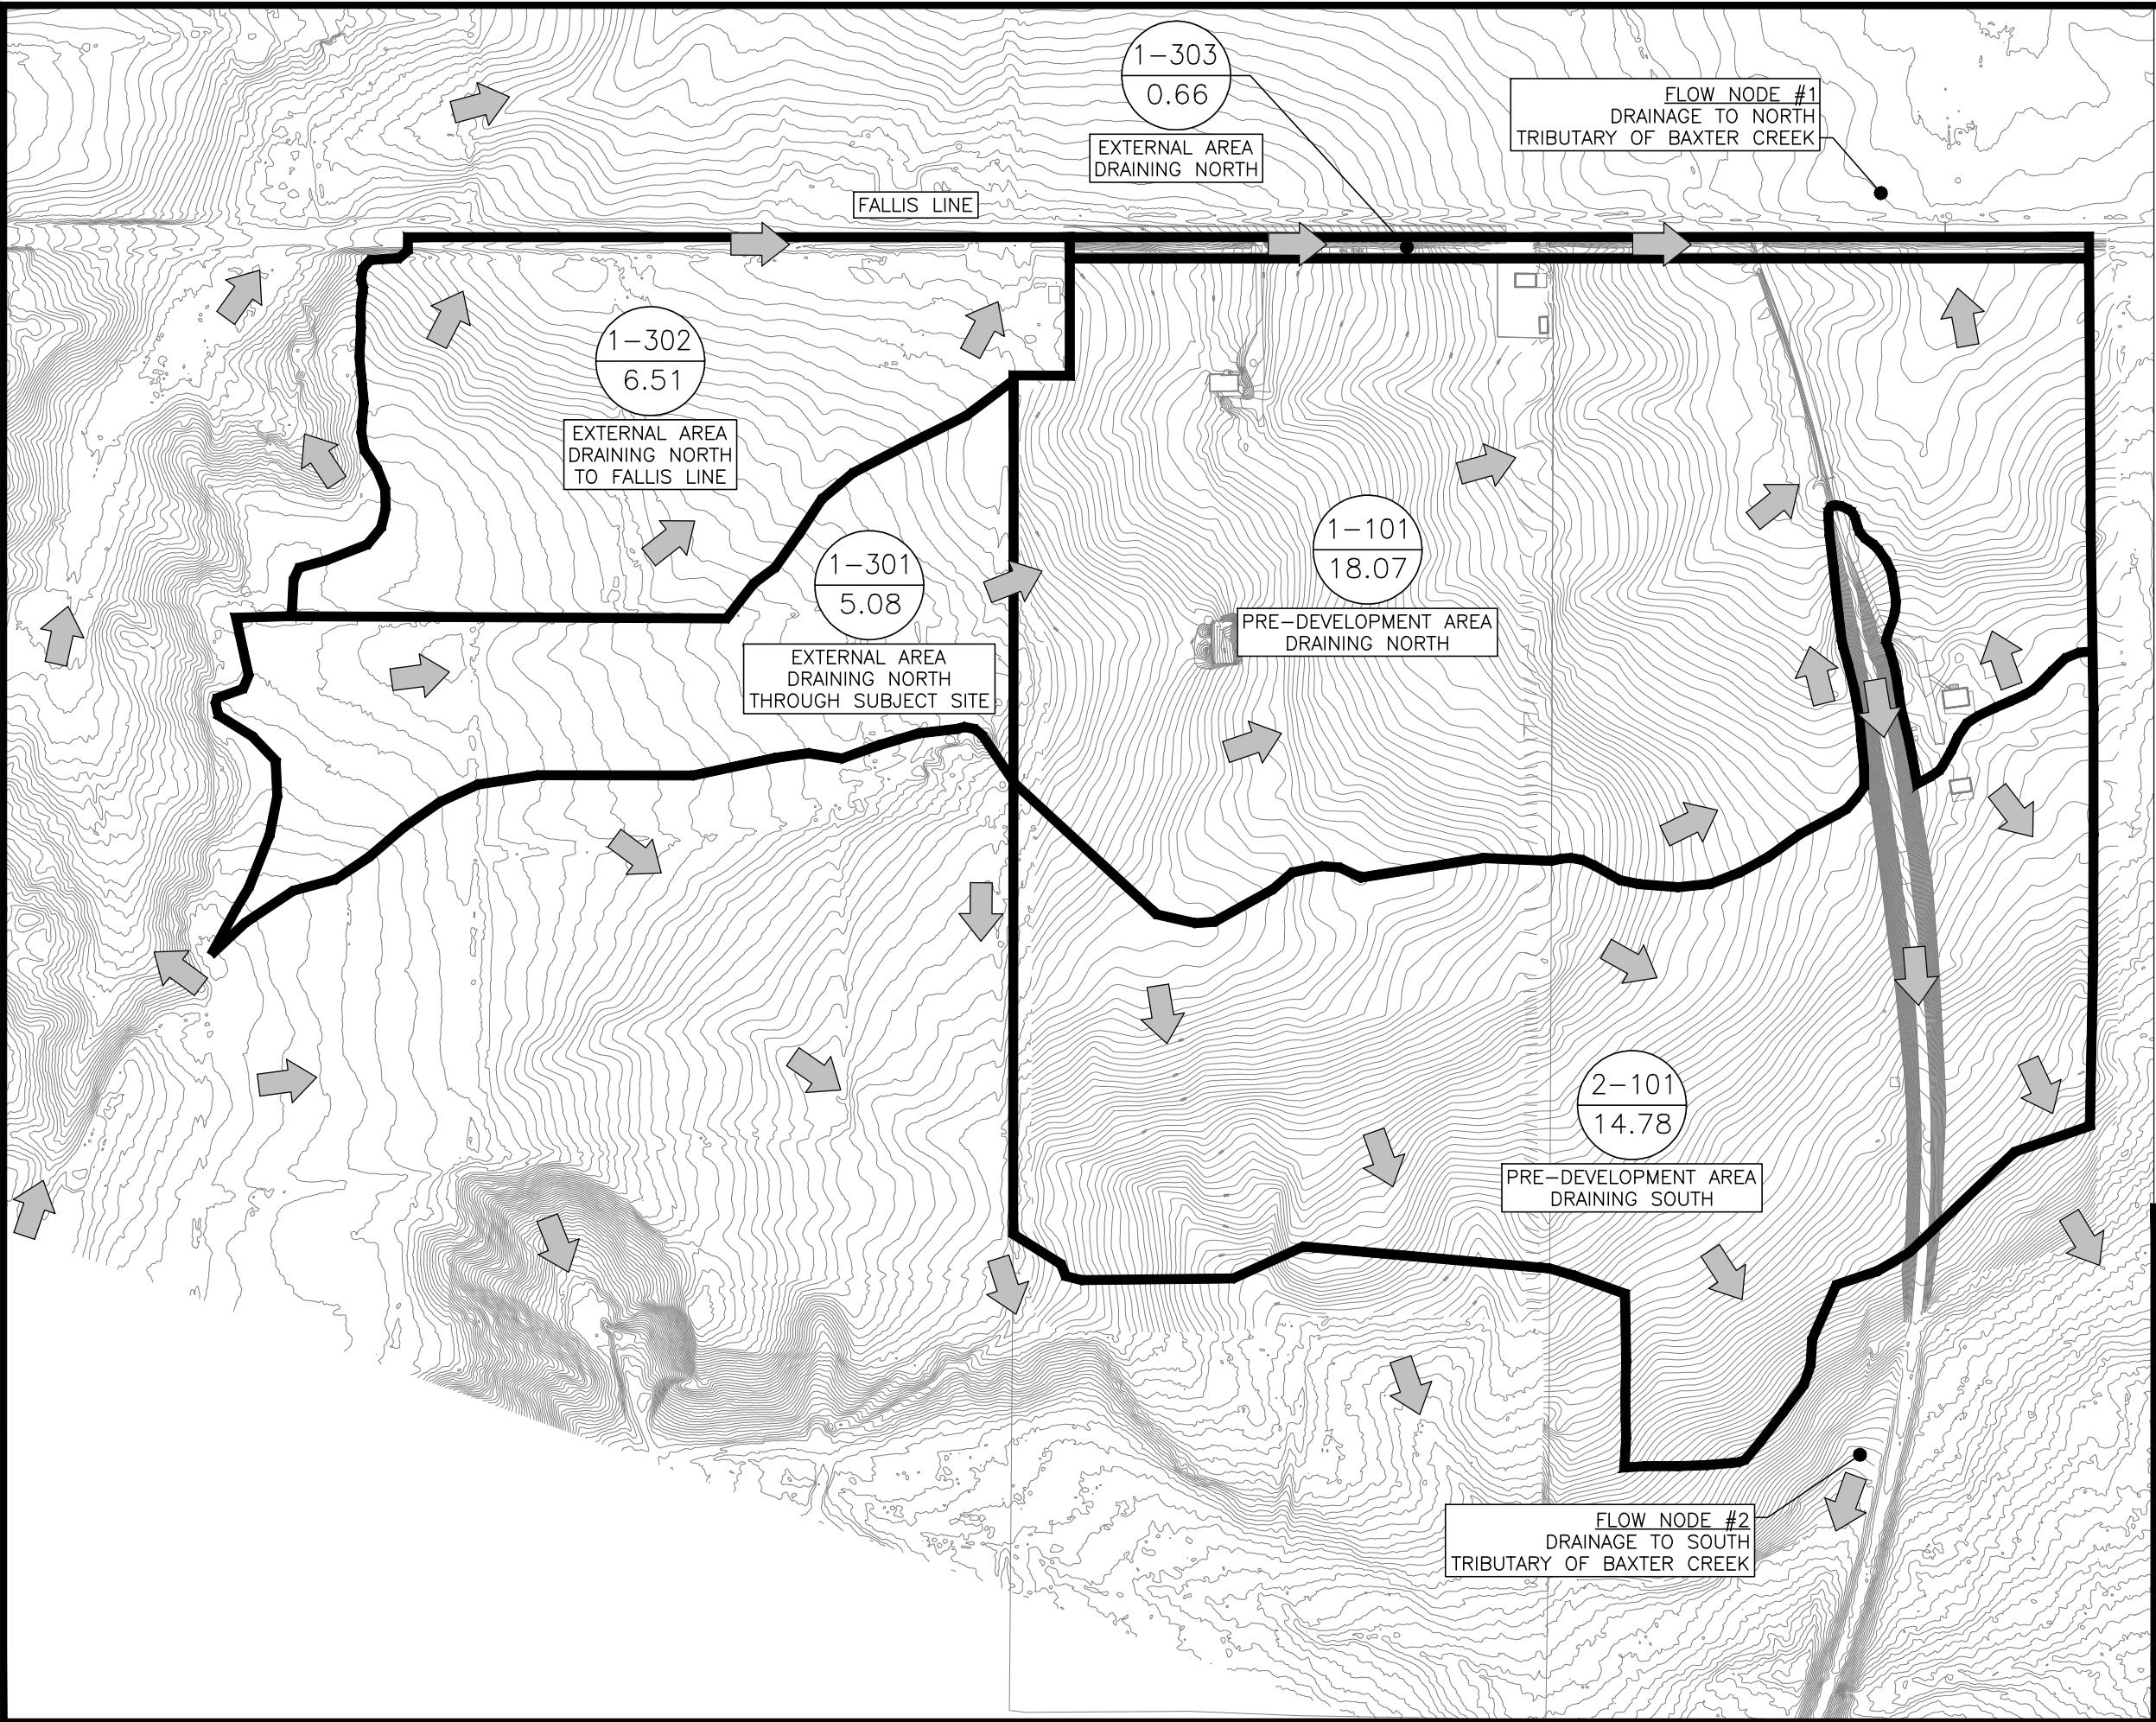 1-303
0.66
EXTERNAL AREA
DRAINING NORTH
FLOW NODE #1
DRAINAGE TO NORTH
TRIBUTARY OF BAXTER CREEK
FALLIS LINE
1-302
6.51
EXTERNAL AREA
DRAINING NORTH
TO FALLIS LINE
1-301
5.08
EXTERNAL AREA
DRAINING NORTH
THROUGH SUBJECT SITE
1-101
18.07
PRE-DEVELOPMENT AREA
DRAINING NORTH
2-101
14.78
PRE-DEVELOPMENT AREA
DRAINING SOUTH
FLOW NODE #2
DRAINAGE TO SOUTH
TRIBUTARY OF BAXTER CREEK